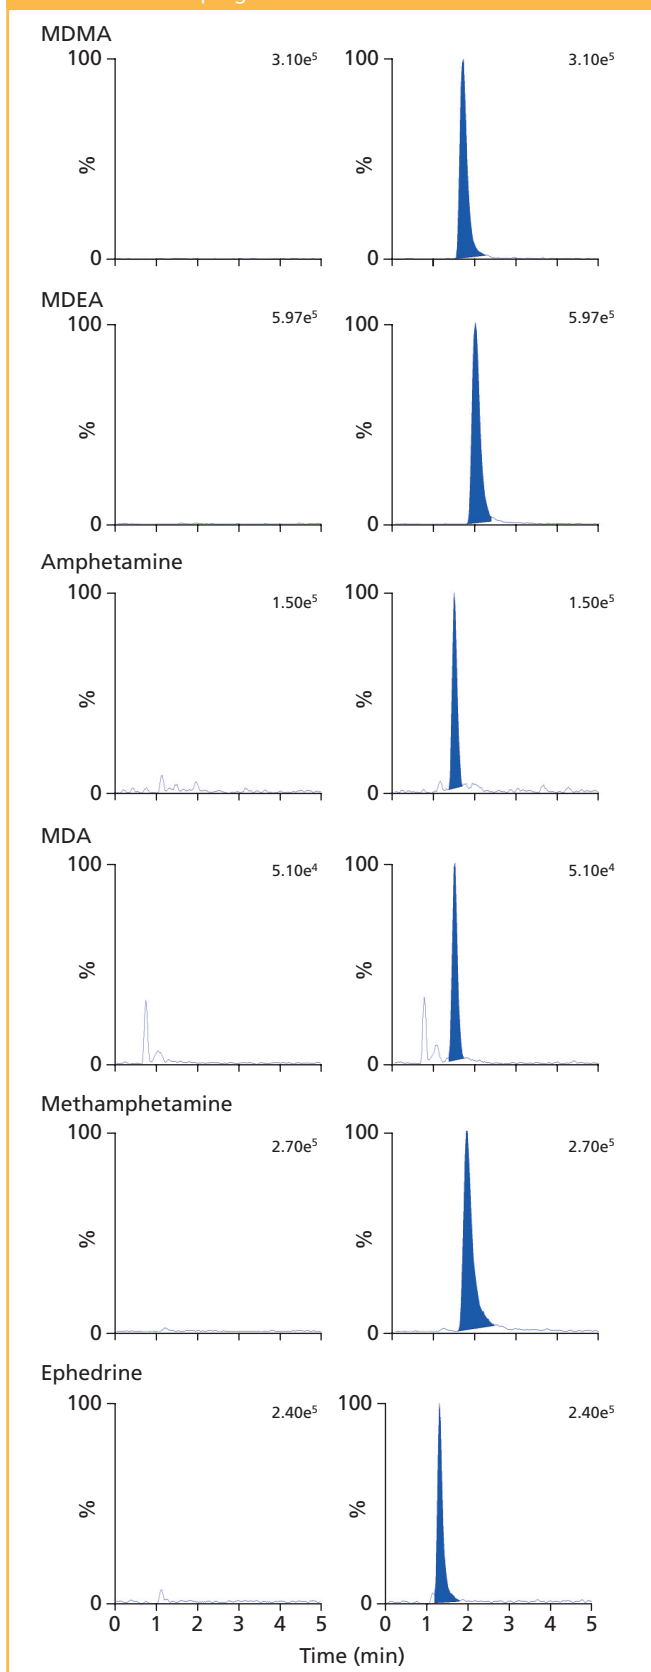 MDMA
100 3.10e⁵ 100 3.10e⁵
% %
0 0
MDEA
100 5.97e⁵ 100 5.97e⁵
% %
0 0
Amphetamine
100 1.50e⁵ 100 1.50e⁵
% %
0 0
MDA
100 5.10e⁴ 100 5.10e⁴
% %
0 0
Methamphetamine
100 2.70e⁵ 100 2.70e⁵
% %
0 0
Ephedrine
100 2.40e⁵ 100 2.40e⁵
% %
0 0
0 1 2 3 4 5 0 1 2 3 4 5
Time (min)